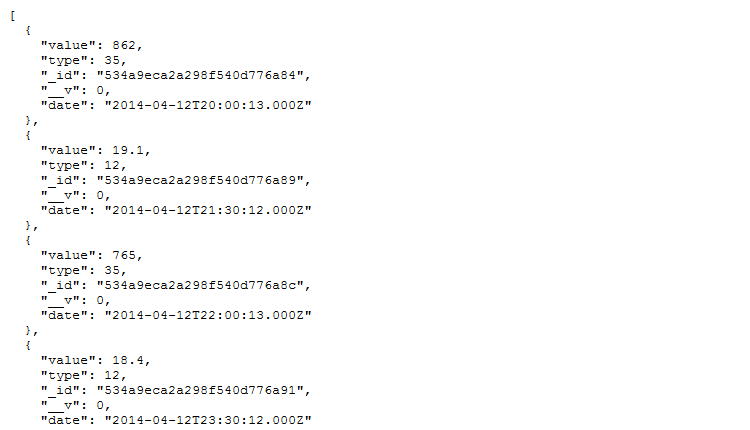 [
  {
    "value": 862,
    "type": 35,
    "_id": "534a9eca2a298f540d776a84",
    "__v": 0,
    "date": "2014-04-12T20:00:13.000Z"
  },
  {
    "value": 19.1,
    "type": 12,
    "_id": "534a9eca2a298f540d776a89",
    "__v": 0,
    "date": "2014-04-12T21:30:12.000Z"
  },
  {
    "value": 765,
    "type": 35,
    "_id": "534a9eca2a298f540d776a8c",
    "__v": 0,
    "date": "2014-04-12T22:00:13.000Z"
  },
  {
    "value": 18.4,
    "type": 12,
    "_id": "534a9eca2a298f540d776a91",
    "__v": 0,
    "date": "2014-04-12T23:30:12.000Z"